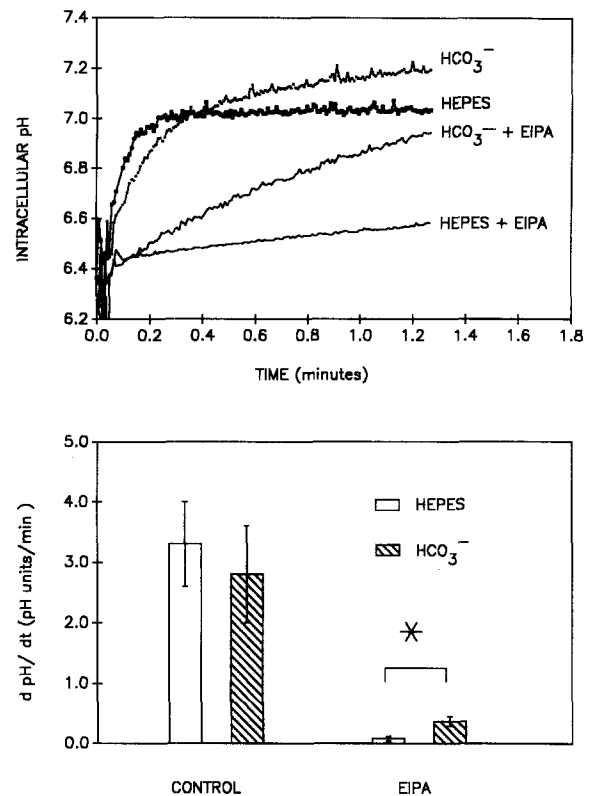 7.4
7.2
7.0
6.8
6.6
6.4
6.2
INTRACELLULAR pH
HCO3⁻
HEPES
HCO3⁻ + EIPA
HEPES + EIPA
0.0 0.2 0.4 0.6 0.8 1.0 1.2 1.4 1.6 1.8
TIME (minutes)
5.0
4.0
3.0
2.0
1.0
0.0
d pH/ dt (pH units/min )
HEPES
HCO3⁻
*
CONTROL EIPA